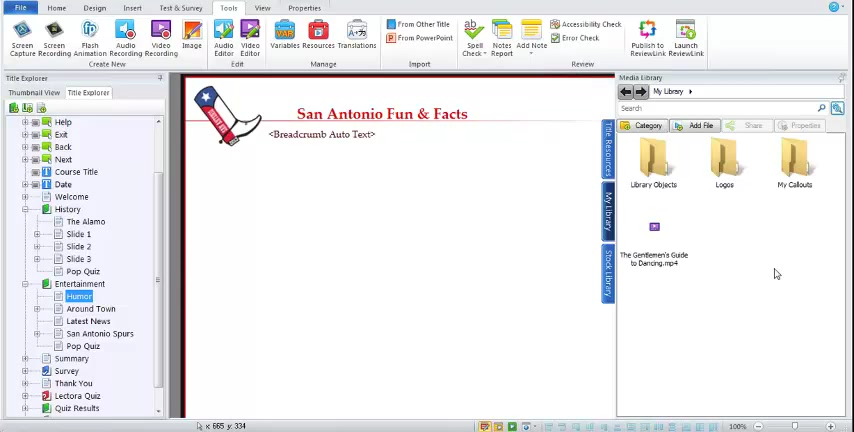 File Home Design Insert Test & Survey Tools View Properties
Screen Capture
Screen Recording
Flash Animation
Audio Recording
Video Recording
Image
Create New
Audio Editor
Video Editor
Edit
Variables
Resources
Translations
Manage
From Other Title
From PowerPoint
Import
Spell Check
Notes Report
Add Note
Accessibility Check
Error Check
Review
Publish to ReviewLink
Launch ReviewLink
Title Explorer
Thumbnail View Title Explorer
Help
Exit
Back
Next
Course Title
Date
Welcome
History
The Alamo
Slide 1
Slide 2
Slide 3
Pop Quiz
Entertainment
Humor
Around Town
Latest News
San Antonio Spurs
Pop Quiz
Summary
Survey
Thank You
Lectora Quiz
Quiz Results
San Antonio Fun & Facts
<Breadcrumb Auto Text>
Title Resources
My Library
Stock Library
Media Library
My Library
Search
Category Add File Share Properties
Library Objects
Logos
My Callouts
The Gentlemen's Guide
to Dancing.mp4
x: 665 y: 334
100%